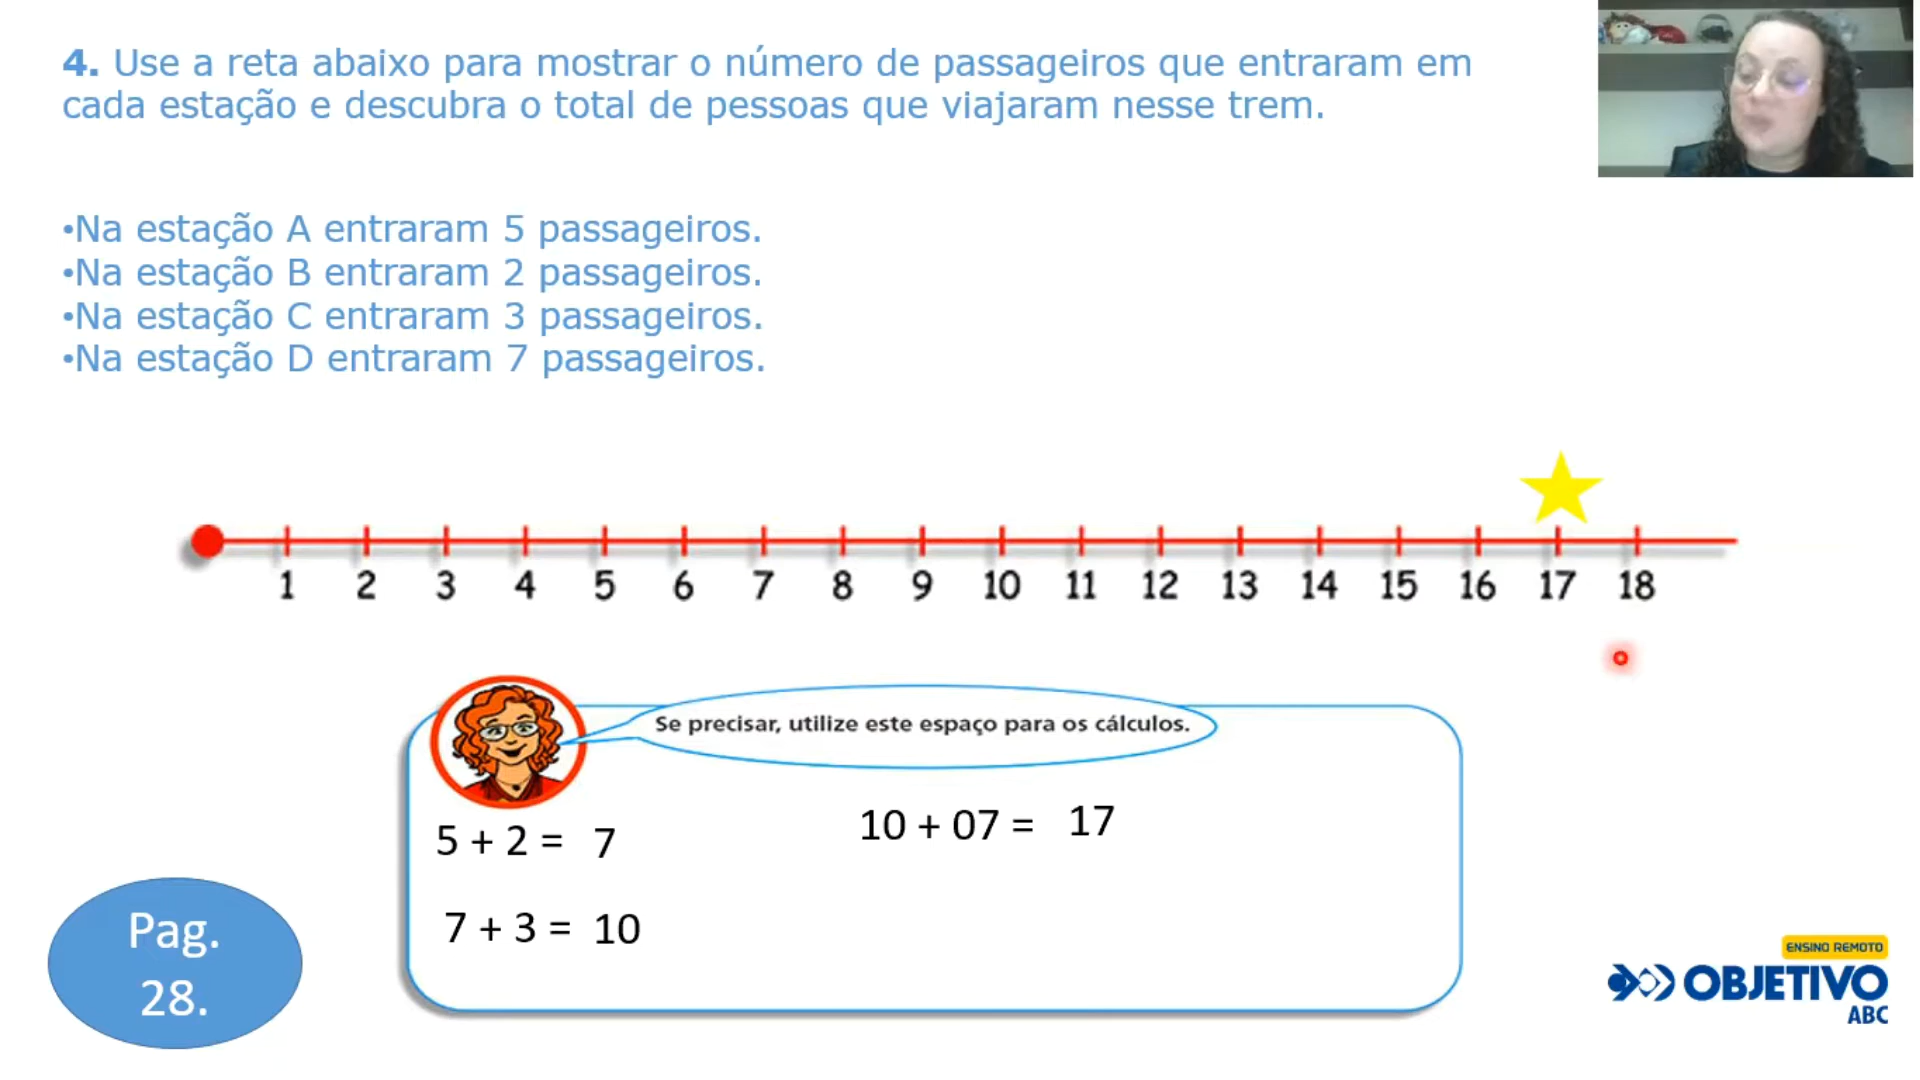 4. Use a reta abaixo para mostrar o número de passageiros que entraram em
cada estação e descubra o total de pessoas que viajaram nesse trem.
•Na estação A entraram 5 passageiros.
•Na estação B entraram 2 passageiros.
•Na estação C entraram 3 passageiros.
•Na estação D entraram 7 passageiros.
1 2 3 4 5 6 7 8 9 10 11 12 13 14 15 16 17 18
Se precisar, utilize este espaço para os cálculos.
5 + 2 = 7
10 + 07 = 17
7 + 3 = 10
Pag.
28.
ENSINO REMOTO
OBJETIVO
ABC